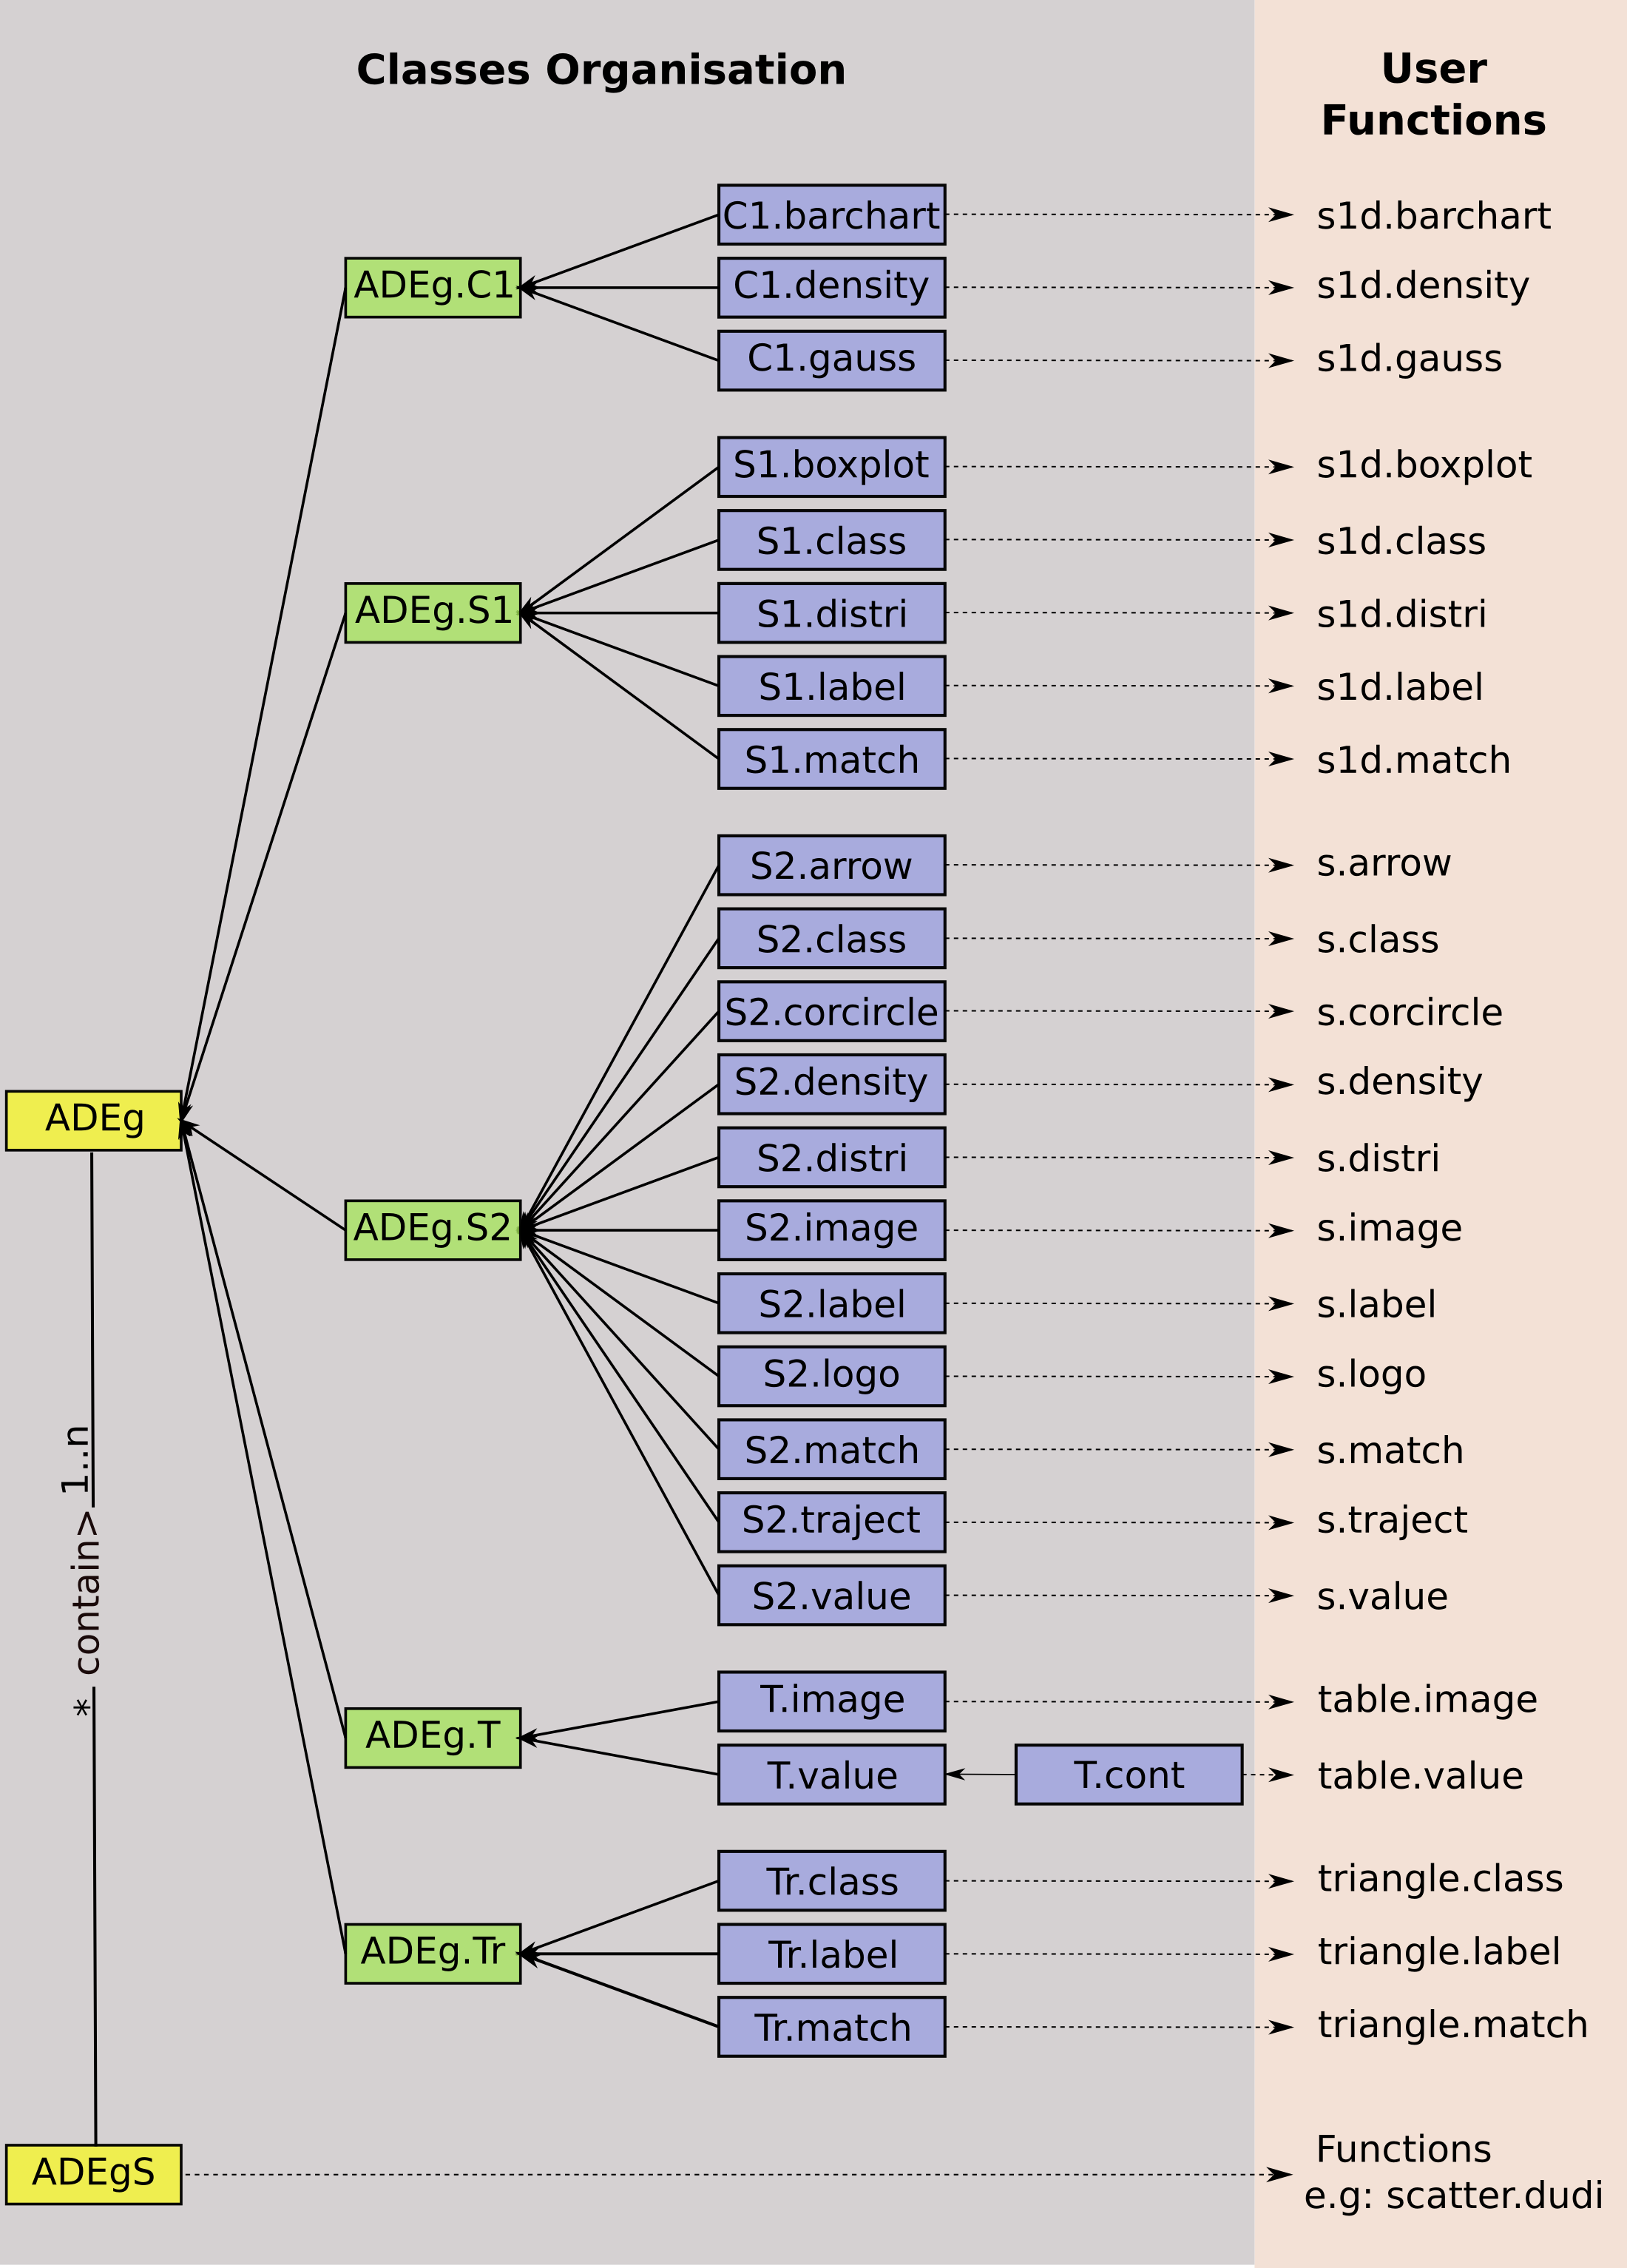 Classes Organisation
User
Functions
C1.barchart
s1d.barchart
ADEg.C1
C1.density
s1d.density
C1.gauss
s1d.gauss
S1.boxplot
s1d.boxplot
S1.class
s1d.class
ADEg.S1
S1.distri
s1d.distri
S1.label
s1d.label
S1.match
s1d.match
S2.arrow
s.arrow
S2.class
s.class
S2.corcircle
s.corcircle
S2.density
s.density
ADEg
S2.distri
s.distri
ADEg.S2
S2.image
s.image
S2.label
s.label
S2.logo
s.logo
S2.match
s.match
S2.traject
s.traject
S2.value
s.value
* contain> 1..n
T.image
table.image
ADEg.T
T.value
T.cont
table.value
Tr.class
triangle.class
ADEg.Tr
Tr.label
triangle.label
Tr.match
triangle.match
ADEgS
Functions
e.g: scatter.dudi